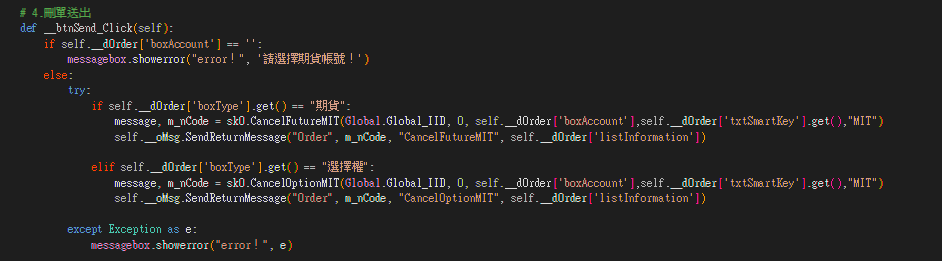 # 4.刪單送出
def __btnSend_Click(self):
if self.__dOrder['boxAccount'] == '':
messagebox.showerror("error！", '請選擇期貨帳號！')
else:
try:
if self.__dOrder['boxType'].get() == "期貨":
message, m_nCode = skO.CancelFutureMIT(Global.Global_IID, 0, self.__dOrder['boxAccount'],self.__dOrder['txtSmartKey'].get(),"MIT")
self.__oMsg.SendReturnMessage("Order", m_nCode, "CancelFutureMIT", self.__dOrder['listInformation'])
elif self.__dOrder['boxType'].get() == "選擇權":
message, m_nCode = skO.CancelOptionMIT(Global.Global_IID, 0, self.__dOrder['boxAccount'],self.__dOrder['txtSmartKey'].get(),"MIT")
self.__oMsg.SendReturnMessage("Order", m_nCode, "CancelOptionMIT", self.__dOrder['listInformation'])
except Exception as e:
messagebox.showerror("error！", e)